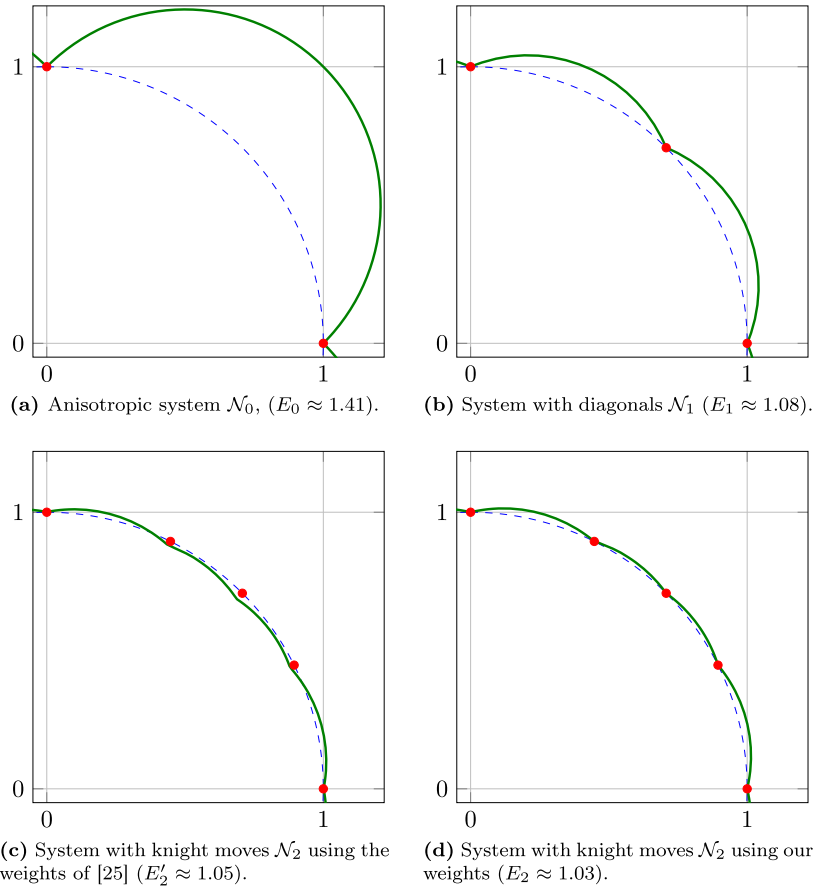 1
0
0
1
(a) Anisotropic system 𝒩₀, (E₀ ≈ 1.41).
1
0
0
1
(b) System with diagonals 𝒩₁ (E₁ ≈ 1.08).
1
0
0
1
(c) System with knight moves 𝒩₂ using the
weights of [25] (E′₂ ≈ 1.05).
1
0
0
1
(d) System with knight moves 𝒩₂ using our
weights (E₂ ≈ 1.03).